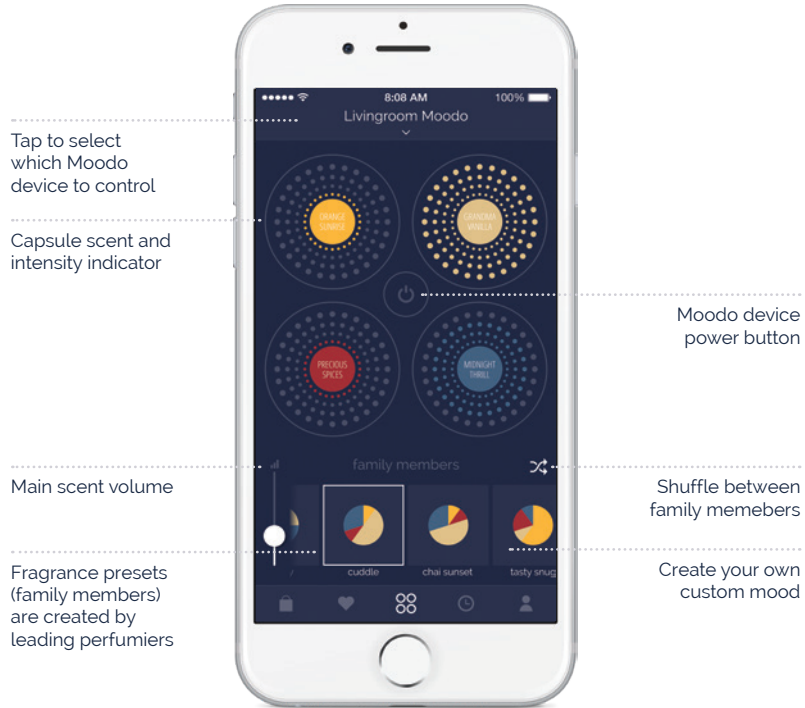 8:08 AM
100%
Livingroom Moodo
Tap to select
which Moodo
device to control
Capsule scent and
intensity indicator
ORANGE
SUNRISE
GRANDMA
VANILLA
Moodo device
power button
PRECIOUS
SPICES
MIDNIGHT
THRILL
Main scent volume
family members
Shuffle between
family memebers
Fragrance presets
(family members)
are created by
leading perfumiers
y
cuddle
chai sunset
tasty snug
Create your own
custom mood